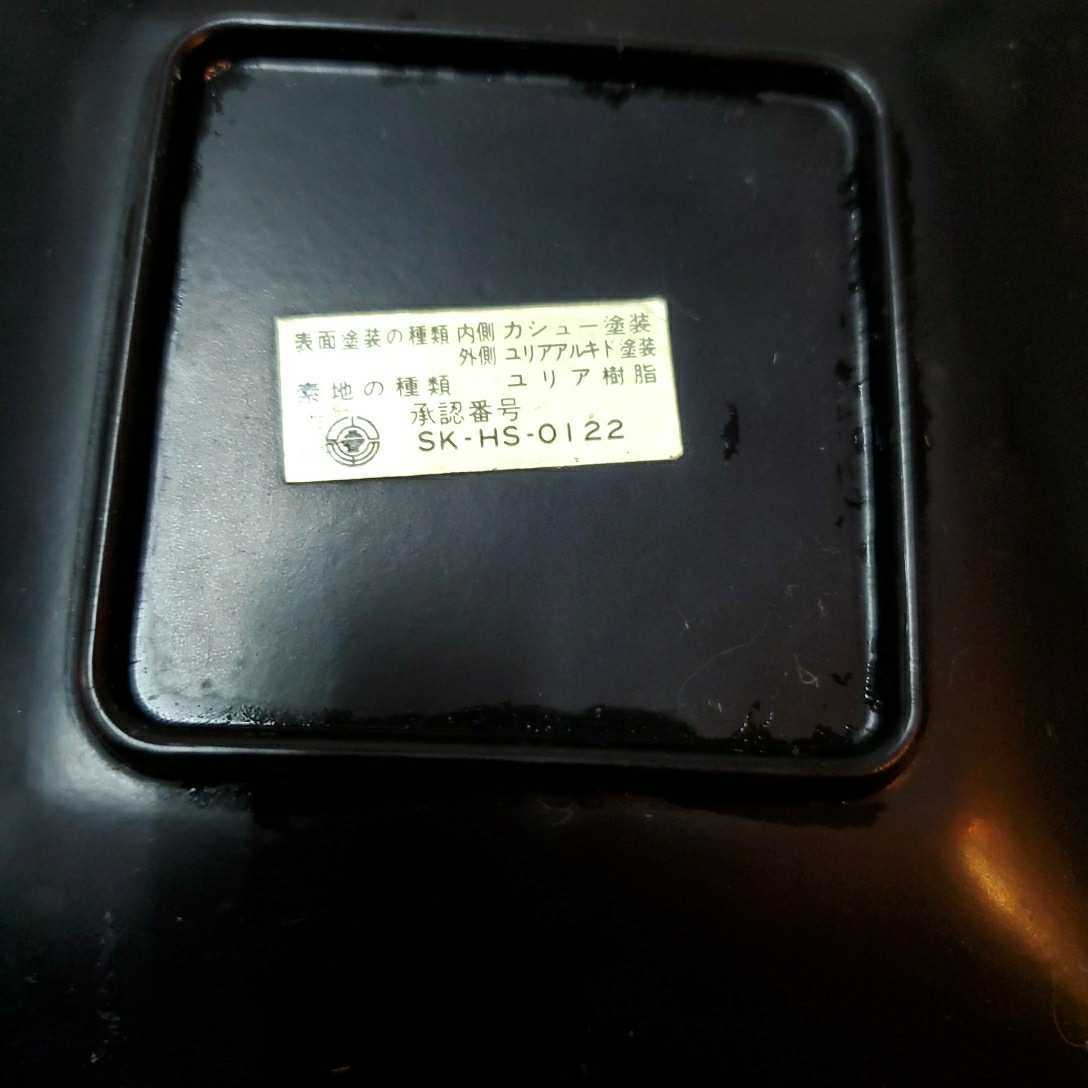 表面塗装の種類 内側 カシュー塗装
外側 ユリアアルキド塗装
素地の種類 ユリア樹脂
承認番号
SK-HS-0122